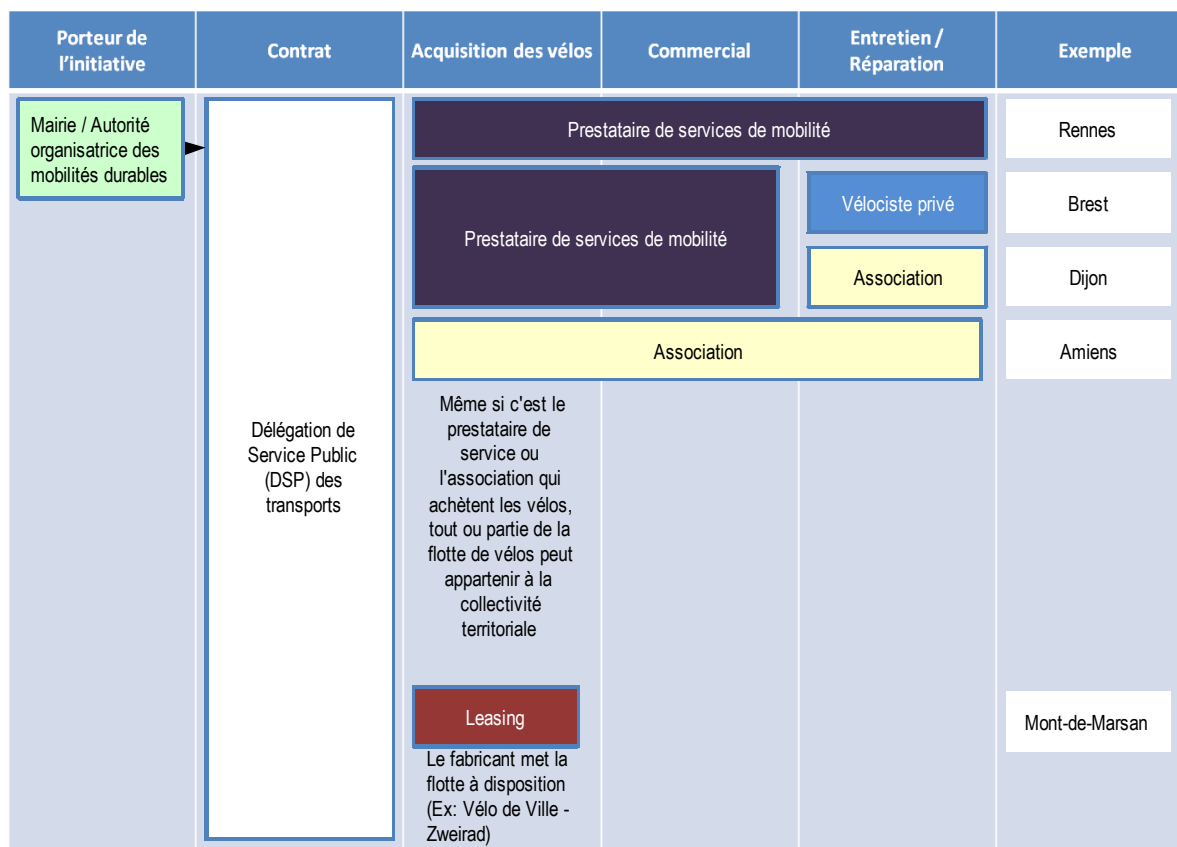 Porteur de
l'initiative
Contrat
Acquisition des vélos
Commercial
Entretien /
Réparation
Exemple
Mairie / Autorité
organisatrice des
mobilités durables
Prestataire de services de mobilité
Rennes
Prestataire de services de mobilité
Vélociste privé
Brest
Association
Dijon
Association
Amiens
Délégation de
Service Public
(DSP) des
transports
Même si c'est le
prestataire de
service ou
l'association qui
achètent les vélos,
tout ou partie de la
flotte de vélos peut
appartenir à la
collectivité
territoriale
Leasing
Mont-de-Marsan
Le fabricant met la
flotte à disposition
(Ex: Vélo de Ville -
Zweirad)